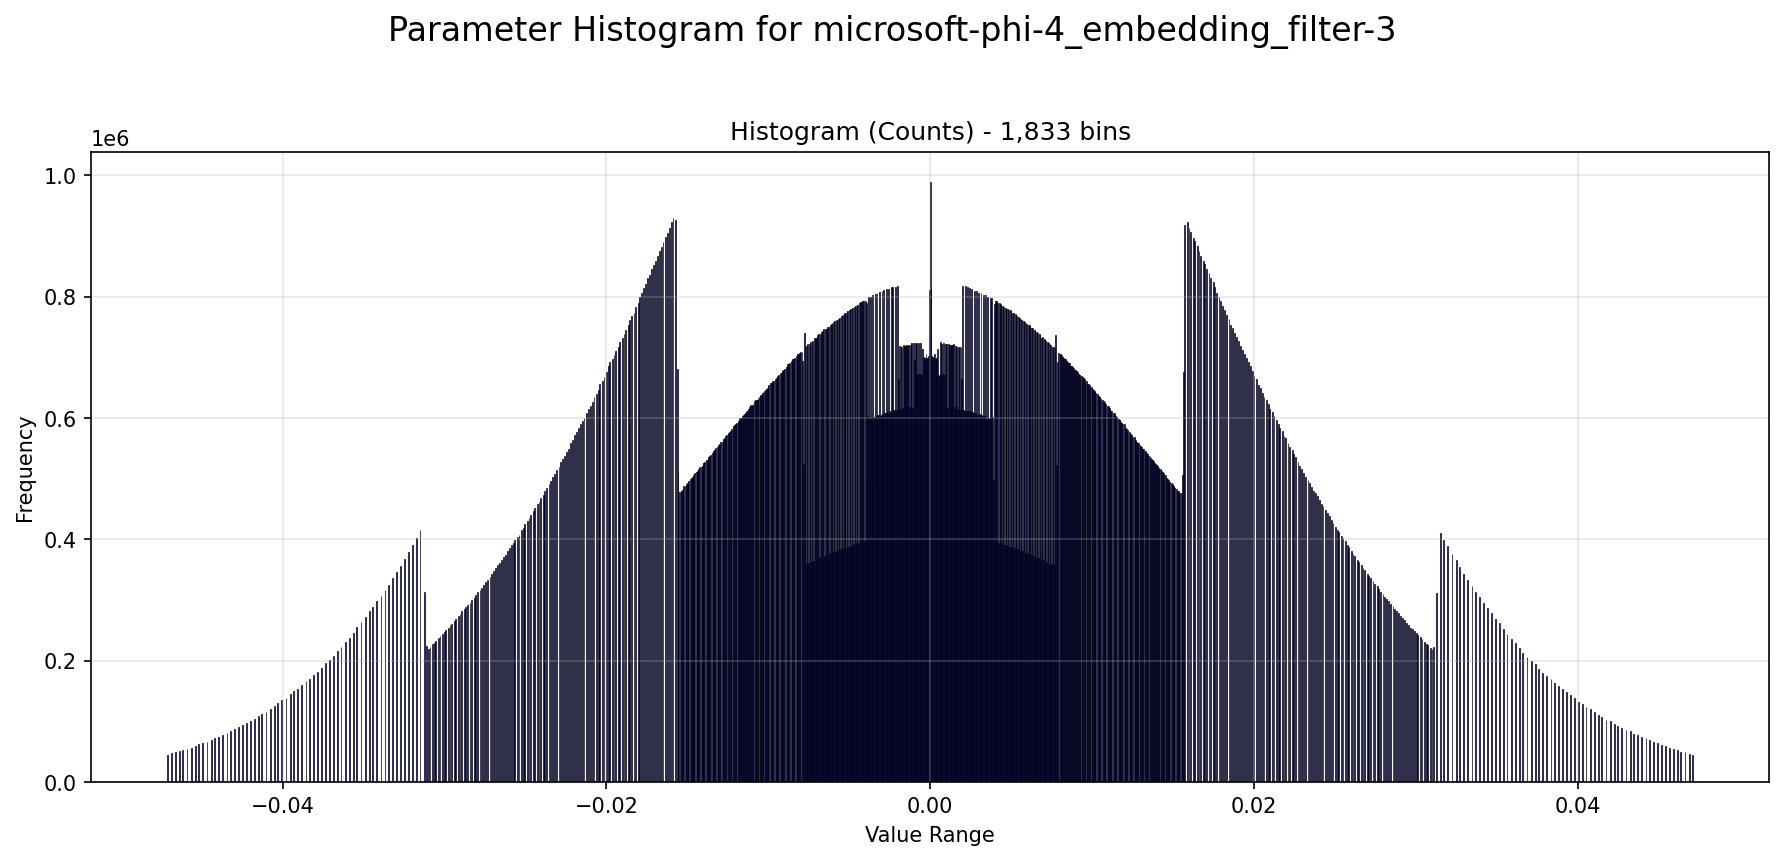 Parameter Histogram for microsoft-phi-4_embedding_filter-3
Histogram (Counts) - 1,833 bins
1e6
1.0
0.8
0.6
0.4
0.2
0.0
Frequency
−0.04
−0.02
0.00
0.02
0.04
Value Range